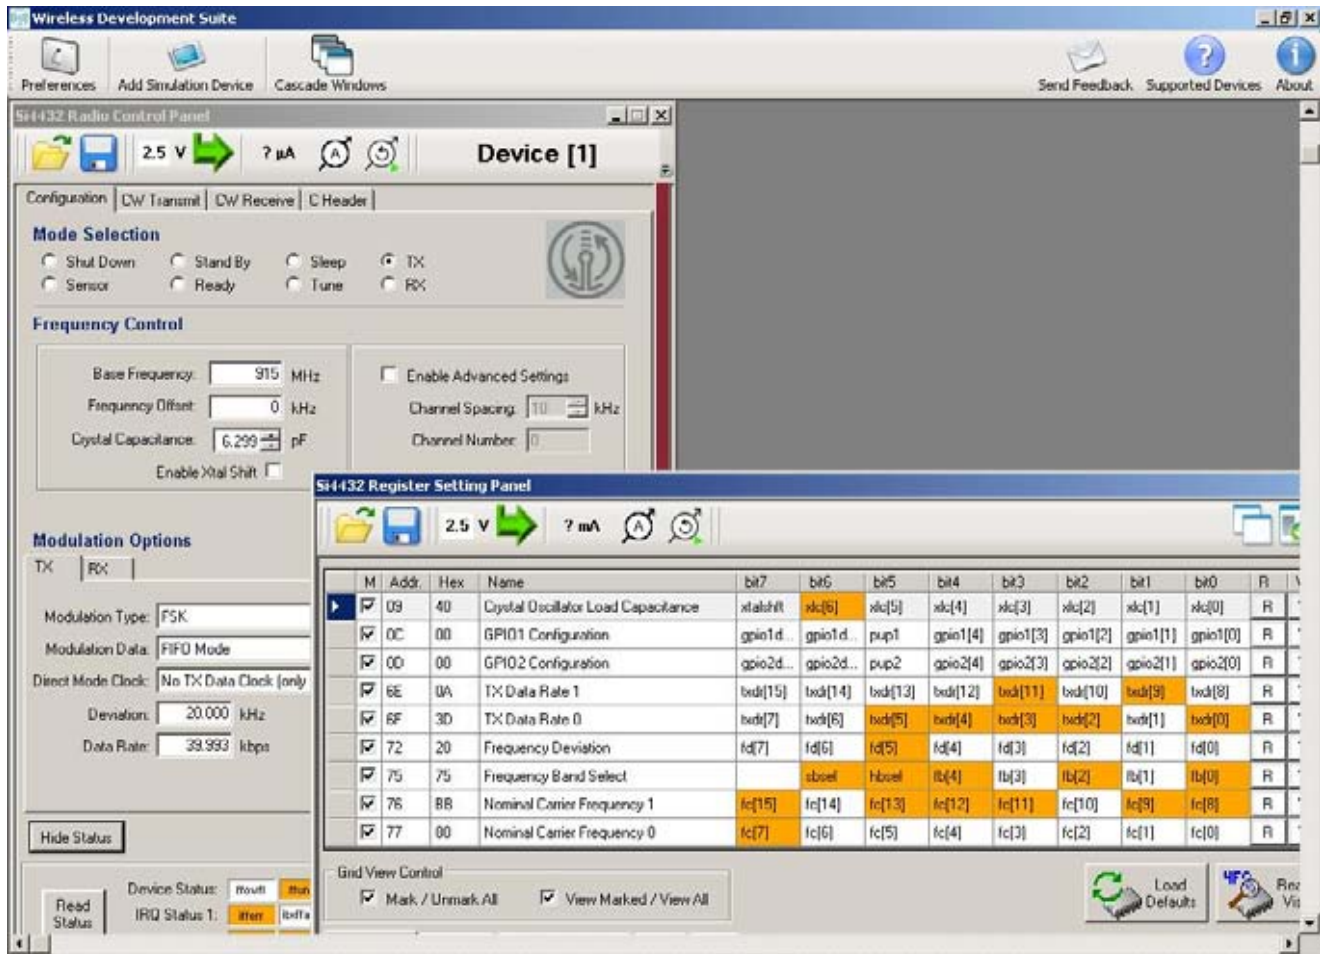 Wireless Development Suite
Preferences Add Simulation Device Cascade Windows Send Feedback Supported Devices About
Si4432 Radio Control Panel
2.5 V ? µA A Device [1]
Configuration CW Transmit CW Receive C Header
Mode Selection
Shut Down Stand By Sleep TX
Sensor Ready Tune RX
Frequency Control
Base Frequency: 915 MHz Enable Advanced Settings
Frequency Offset: 0 kHz Channel Spacing: 10 kHz
Crystal Capacitance: 6.299 pF Channel Number: 0
Enable Xtal Shift
Si4432 Register Setting Panel
2.5 V ? mA A
Modulation Options
TX RX
Modulation Type: FSK
Modulation Data: FIFO Mode
Direct Mode Clock: No TX Data Clock (only
Deviation: 20.000 kHz
Data Rate: 39.993 kbps
M Addr. Hex Name bit7 bit6 bit5 bit4 bit3 bit2 bit1 bit0 R
09 40 Crystal Oscillator Load Capacitance xtalshft xlc[6] xlc[5] xlc[4] xlc[3] xlc[2] xlc[1] xlc[0] R
0C 00 GPIO1 Configuration gpio1d... gpio1d... pup1 gpio1[4] gpio1[3] gpio1[2] gpio1[1] gpio1[0] R
0D 00 GPIO2 Configuration gpio2d... gpio2d... pup2 gpio2[4] gpio2[3] gpio2[2] gpio2[1] gpio2[0] R
6E 0A TX Data Rate 1 txdr[15] txdr[14] txdr[13] txdr[12] txdr[11] txdr[10] txdr[9] txdr[8] R
6F 3D TX Data Rate 0 txdr[7] txdr[6] txdr[5] txdr[4] txdr[3] txdr[2] txdr[1] txdr[0] R
72 20 Frequency Deviation fd[7] fd[6] fd[5] fd[4] fd[3] fd[2] fd[1] fd[0] R
75 75 Frequency Band Select sbsel hbsel fb[4] fb[3] fb[2] fb[1] fb[0] R
76 BB Nominal Carrier Frequency 1 fc[15] fc[14] fc[13] fc[12] fc[11] fc[10] fc[9] fc[8] R
77 80 Nominal Carrier Frequency 0 fc[7] fc[6] fc[5] fc[4] fc[3] fc[2] fc[1] fc[0] R
Hide Status
Grid View Control
Mark / Unmark All View Marked / View All
Load Defaults
Read Status
Device Status: ffovfl ffun
IRQ Status 1: ifferr itxffa